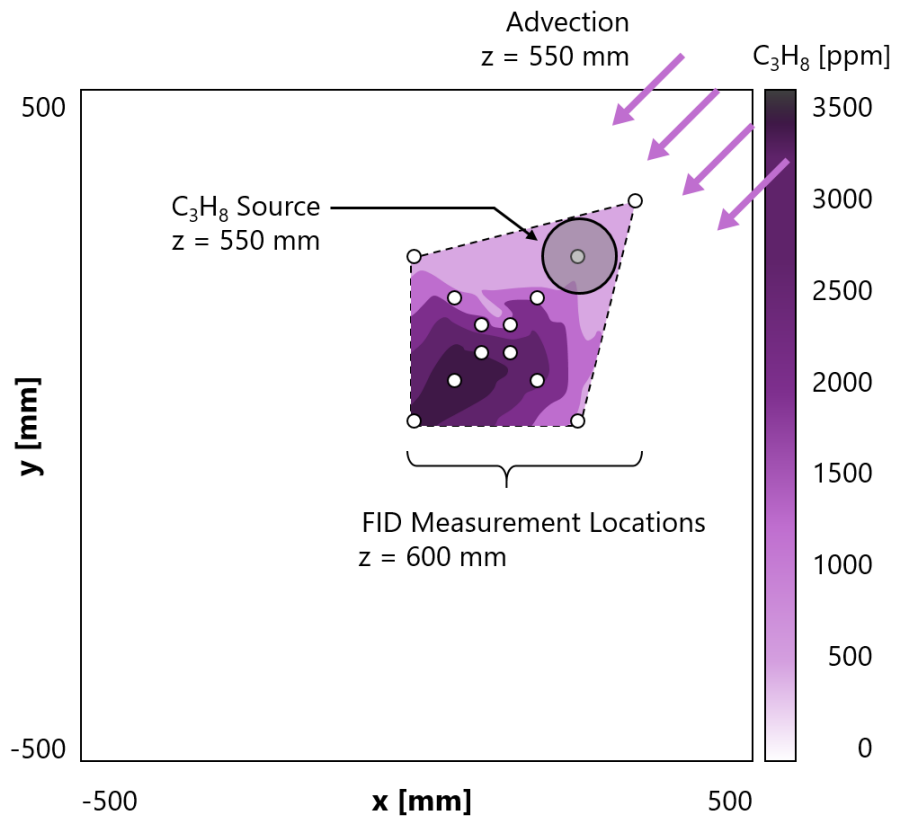 Advection
z = 550 mm
C₃H₈ [ppm]
500
3500
C₃H₈ Source
z = 550 mm
3000
2500
2000
y [mm]
1500
FID Measurement Locations
z = 600 mm
1000
500
-500
0
-500
x [mm]
500